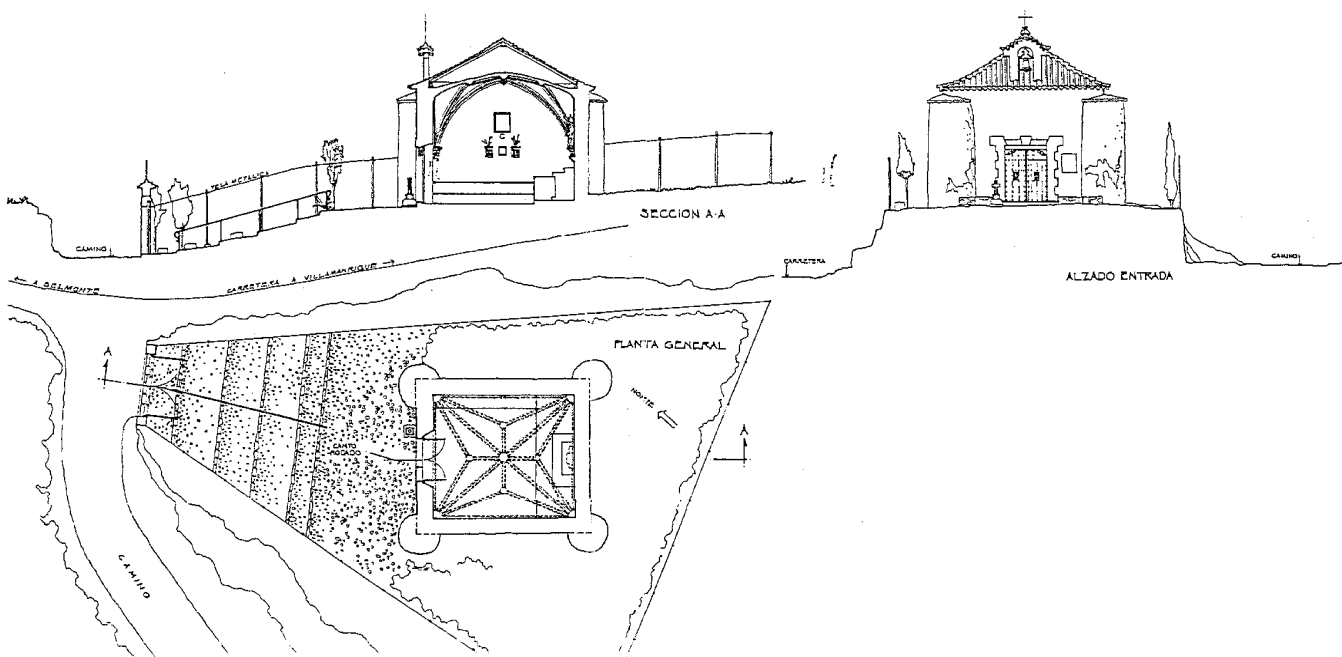 TELA METALICA
SECCION A-A
CAMINO
← A BELMONTE
CARRETERA A VILLAMANRIQUE →
CARRETERA
CAMINO
ALZADO ENTRADA
PLANTA GENERAL
A
NORTE
A
CANTO
RODADO
CAMINO